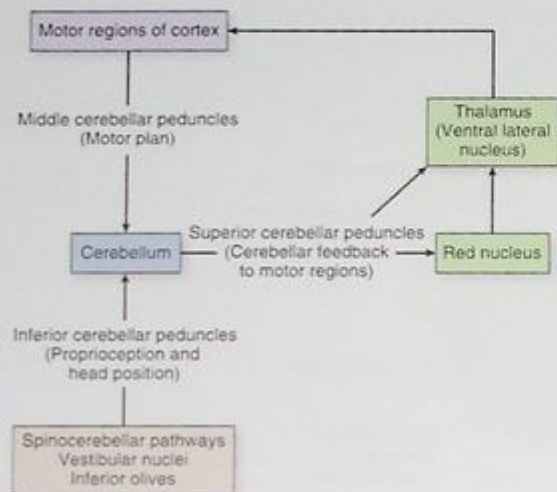 Motor regions of cortex
Middle cerebellar peduncles
(Motor plan)
Thalamus
(Ventral lateral
nucleus)
Cerebellum
Superior cerebellar peduncles
(Cerebellar feedback
to motor regions)
Red nucleus
Inferior cerebellar peduncles
(Proprioception and
head position)
Spinocerebellar pathways
Vestibular nuclei
Inferior olives